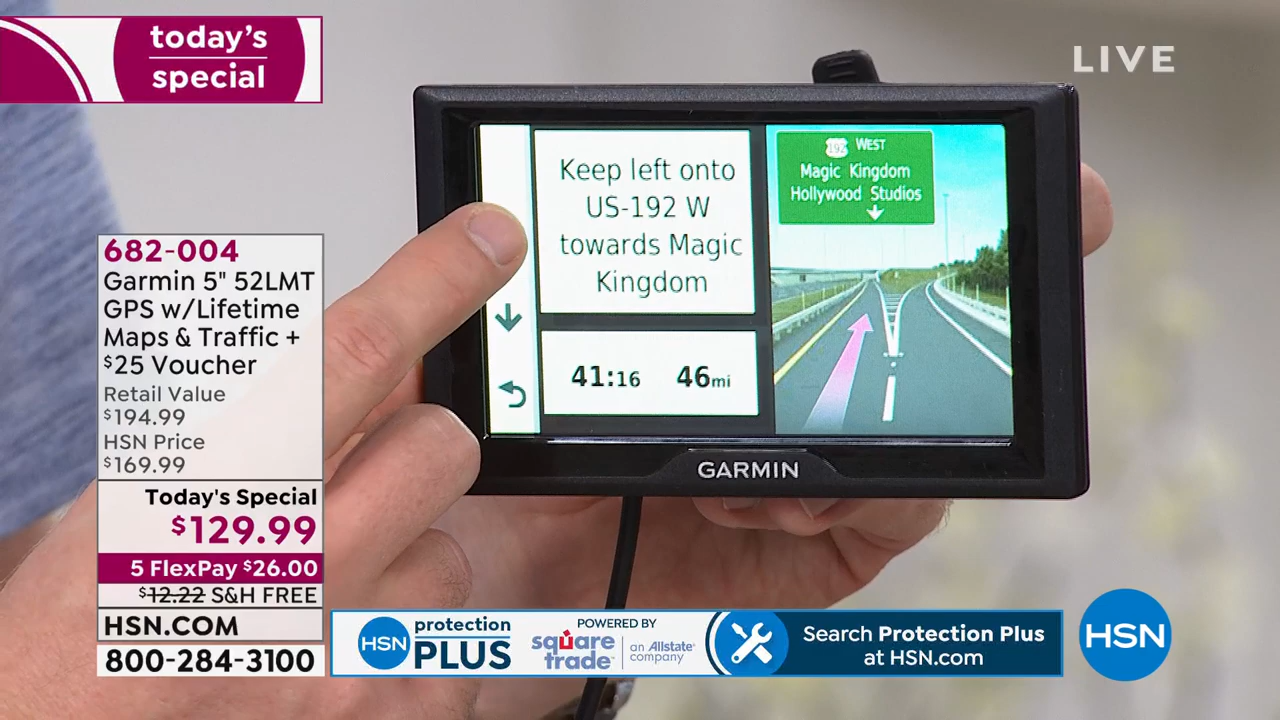 today's
special
LIVE
682-004
Garmin 5" 52LMT
GPS w/Lifetime
Maps & Traffic +
$25 Voucher
Retail Value
$194.99
HSN Price
$169.99
Today's Special
$129.99
5 FlexPay $26.00
$12.22 S&H FREE
HSN.COM
800-284-3100
Keep left onto
US-192 W
towards Magic
Kingdom
41:16 46mi
192 WEST
Magic Kingdom
Hollywood Studios
GARMIN
HSN
protection
PLUS
POWERED BY
square
trade
an Allstate
company
Search Protection Plus
at HSN.com
HSN